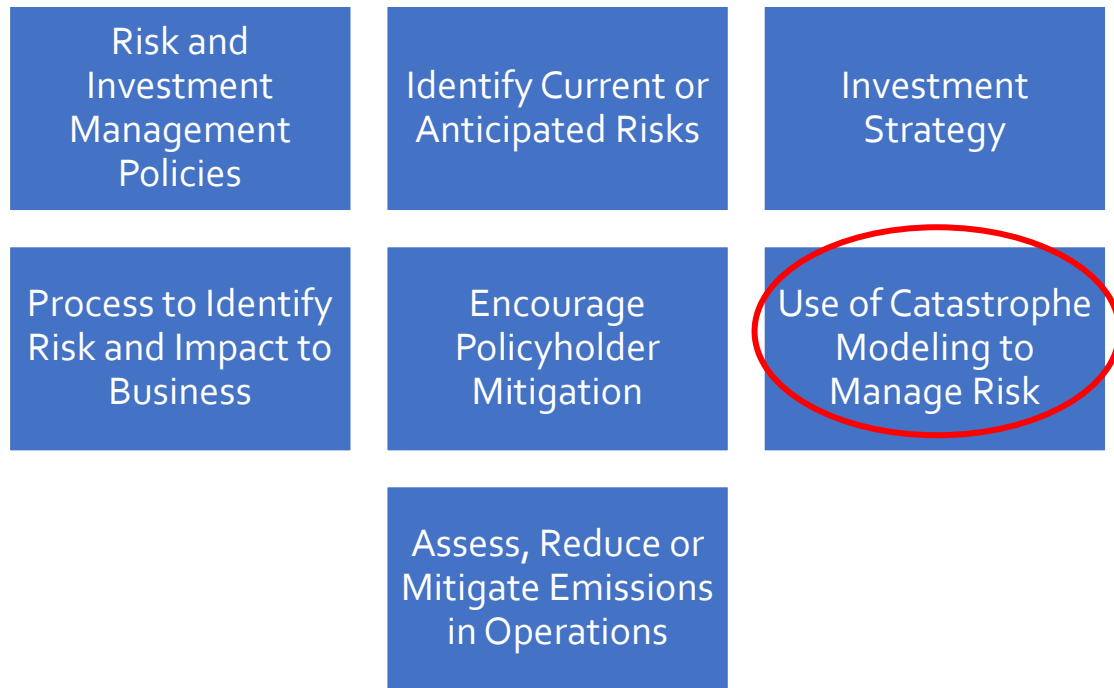 Risk and
Investment
Management
Policies
Identify Current or
Anticipated Risks
Investment
Strategy
Process to Identify
Risk and Impact to
Business
Encourage
Policyholder
Mitigation
Use of Catastrophe
Modeling to
Manage Risk
Assess, Reduce or
Mitigate Emissions
in Operations